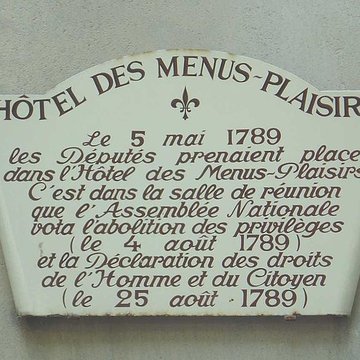 HÔTEL DES MENUS-PLAISIR
Le 5 mai 1789
les Députés prenaient place
dans l'Hôtel des Menus-Plaisirs
C'est dans la salle de réunion
que l'Assemblée Nationale
vota l'abolition des privilèges
(le 4 août 1789)
et la Déclaration des droits
de l'Homme et du Citoyen
(le 25 août 1789)